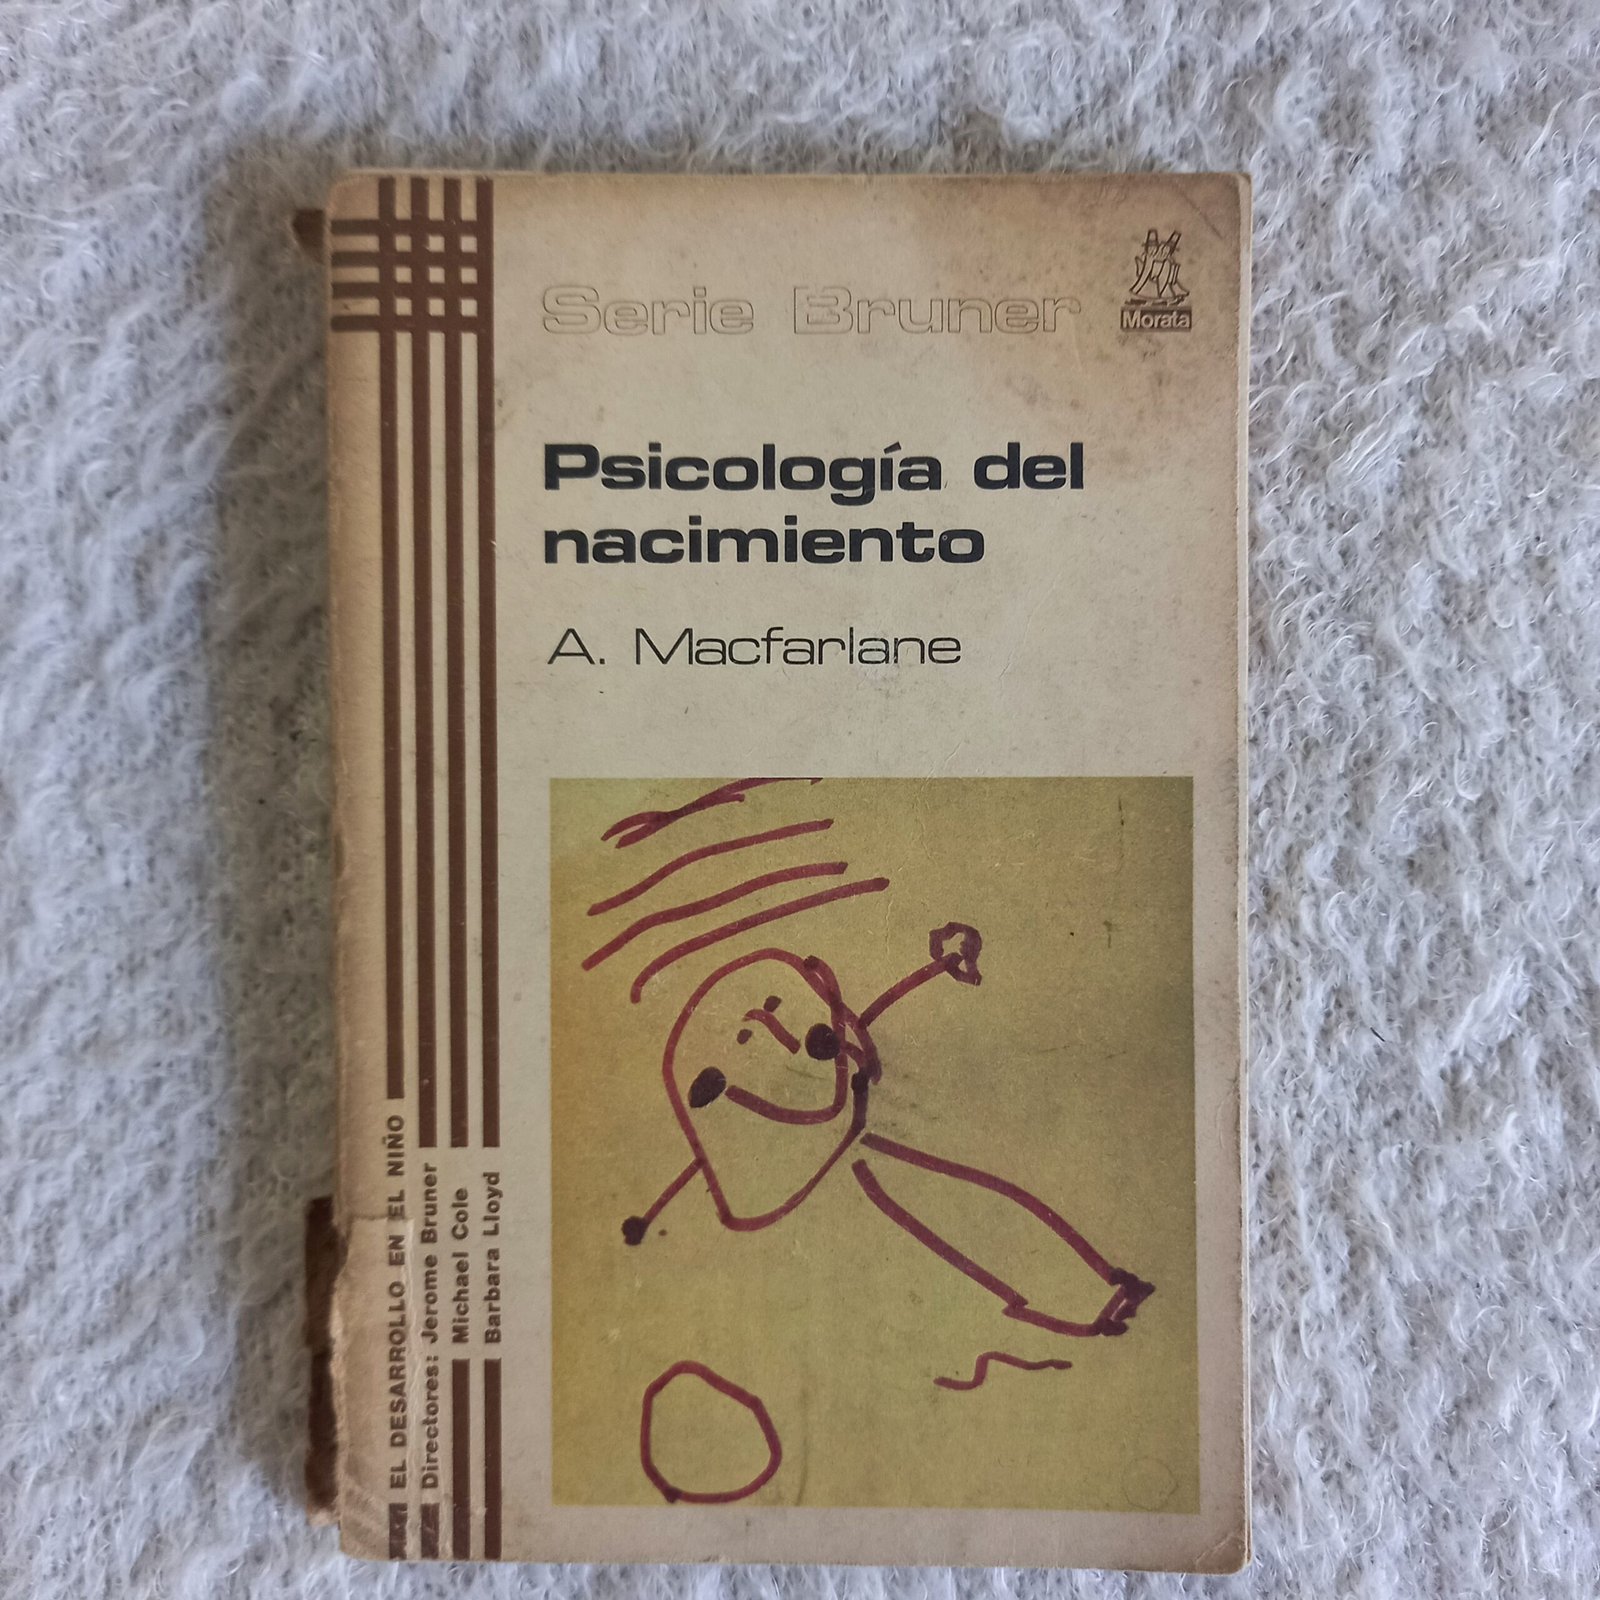 Serie Bruner
Morata
Psicología del
nacimiento
A. Macfarlane
EL DESARROLLO EN EL NIÑO
Directores: Jerome Bruner
Michael Cole
Barbara Lloyd